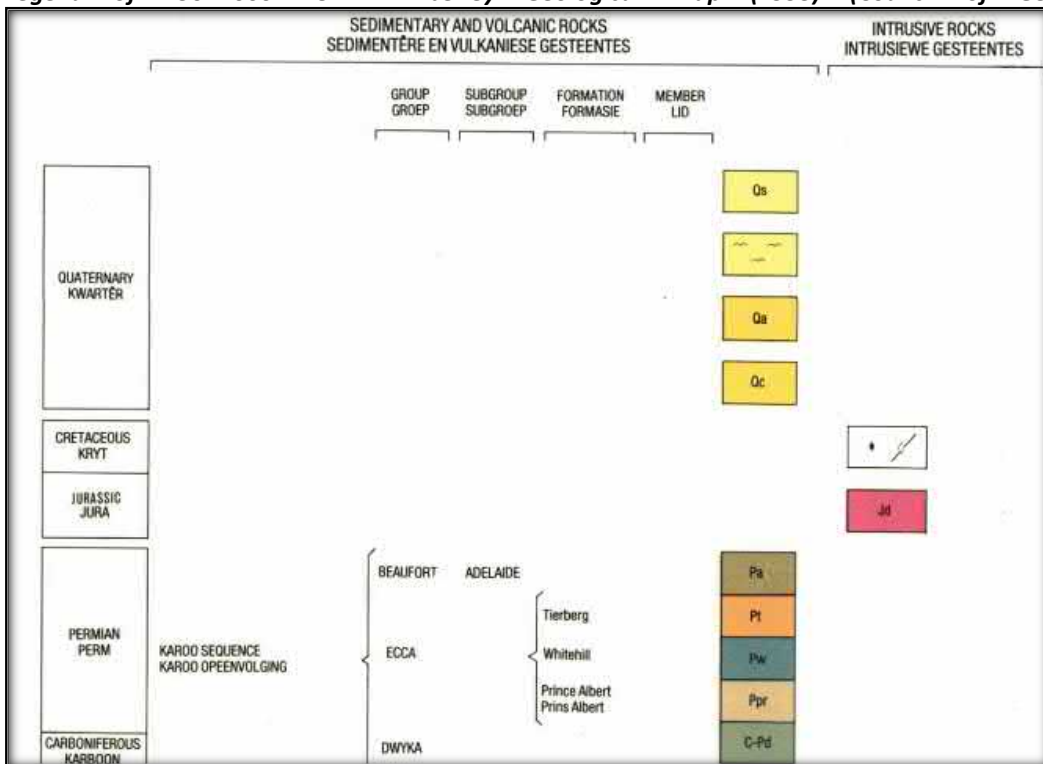 SEDIMENTARY AND VOLCANIC ROCKS
SEDIMENTÊRE EN VULKANIESE GESTEENTES
INTRUSIVE ROCKS
INTRUSIEWE GESTEENTES
GROUP
GROEP
SUBGROUP
SUBGROEP
FORMATION
FORMASIE
MEMBER
LID
QUATERNARY
KWARTÊR
Qs
Qa
Qc
CRETACEOUS
KRYT
JURASSIC
JURA
Jd
PERMIAN
PERM
KAROO SEQUENCE
KAROO OPEENVOLGING
BEAUFORT
ADELAIDE
Pa
Tierberg
Pt
ECCA
Whitehill
Pw
Prince Albert
Prins Albert
Ppr
CARBONIFEROUS
KARBOON
DWYKA
C-Pd